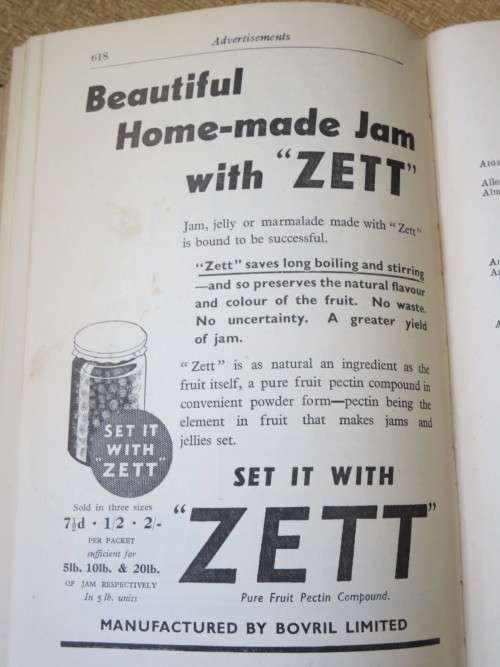 618
Advertisements
Beautiful
Home-made Jam
with "ZETT"
Jam, jelly or marmalade made with "Zett"
is bound to be successful.
"Zett" saves long boiling and stirring
—and so preserves the natural flavour
and colour of the fruit. No waste.
No uncertainty. A greater yield
of jam.
"Zett" is as natural an ingredient as the
fruit itself, a pure fruit pectin compound in
convenient powder form—pectin being the
element in fruit that makes jams and
jellies set.
SET IT
WITH
"ZETT"
Sold in three sizes
7½d · 1/2 · 2/-
PER PACKET
sufficient for
5lb. 10lb. & 20lb.
OF JAM RESPECTIVELY
In 5 lb. units
SET IT WITH
"ZETT"
Pure Fruit Pectin Compound.
MANUFACTURED BY BOVRIL LIMITED